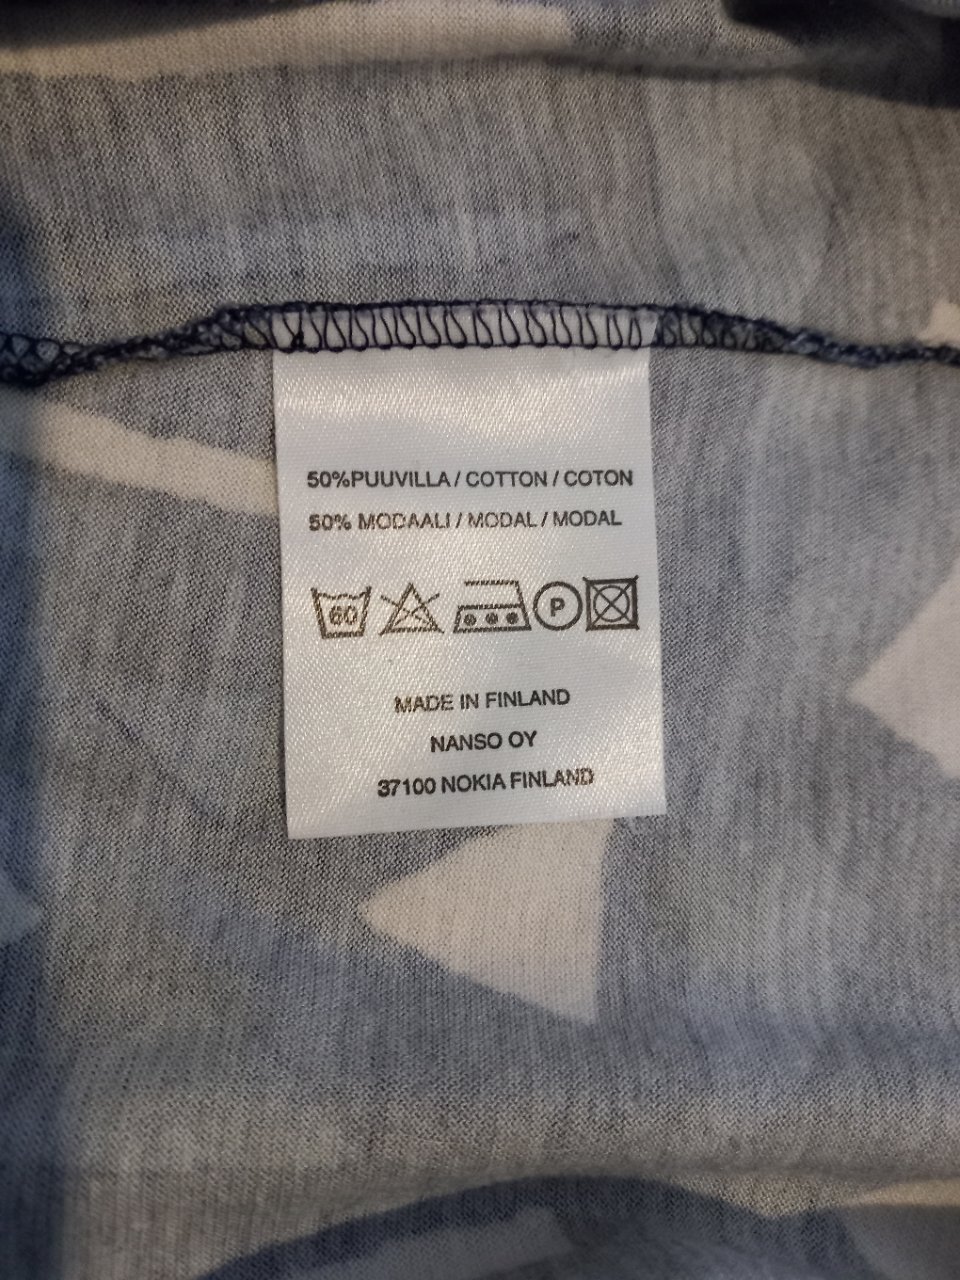 50%PUUVILLA / COTTON / COTON
50% MODAALI / MODAL / MODAL
60 P
MADE IN FINLAND
NANSO OY
37100 NOKIA FINLAND